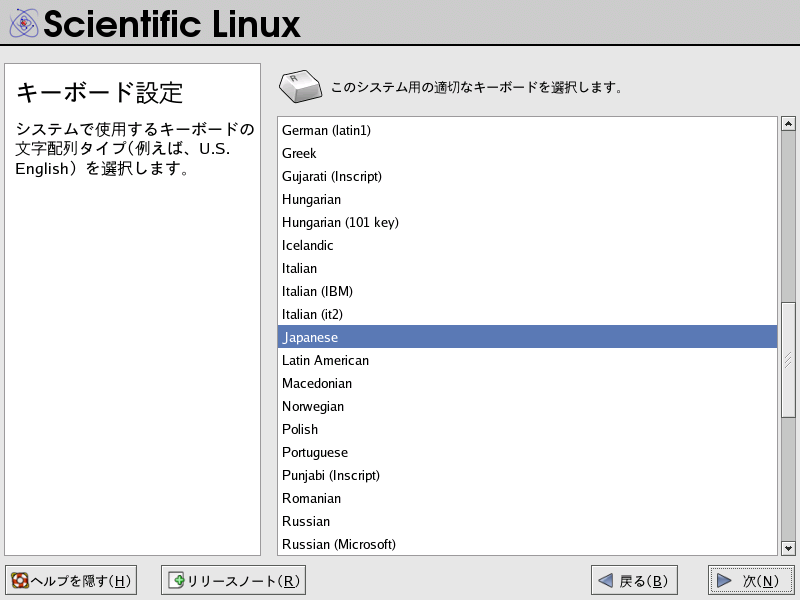 Scientific Linux
キーボード設定
システムで使用するキーボードの
文字配列タイプ(例えば、U.S.
English) を選択します。
R
このシステム用の適切なキーボードを選択します。
German (latin1)
Greek
Gujarati (Inscript)
Hungarian
Hungarian (101 key)
Icelandic
Italian
Italian (IBM)
Italian (it2)
Japanese
Latin American
Macedonian
Norwegian
Polish
Portuguese
Punjabi (Inscript)
Romanian
Russian
Russian (Microsoft)
ヘルプを隠す(H)
リリースノート(R)
戻る(B)
次(N)